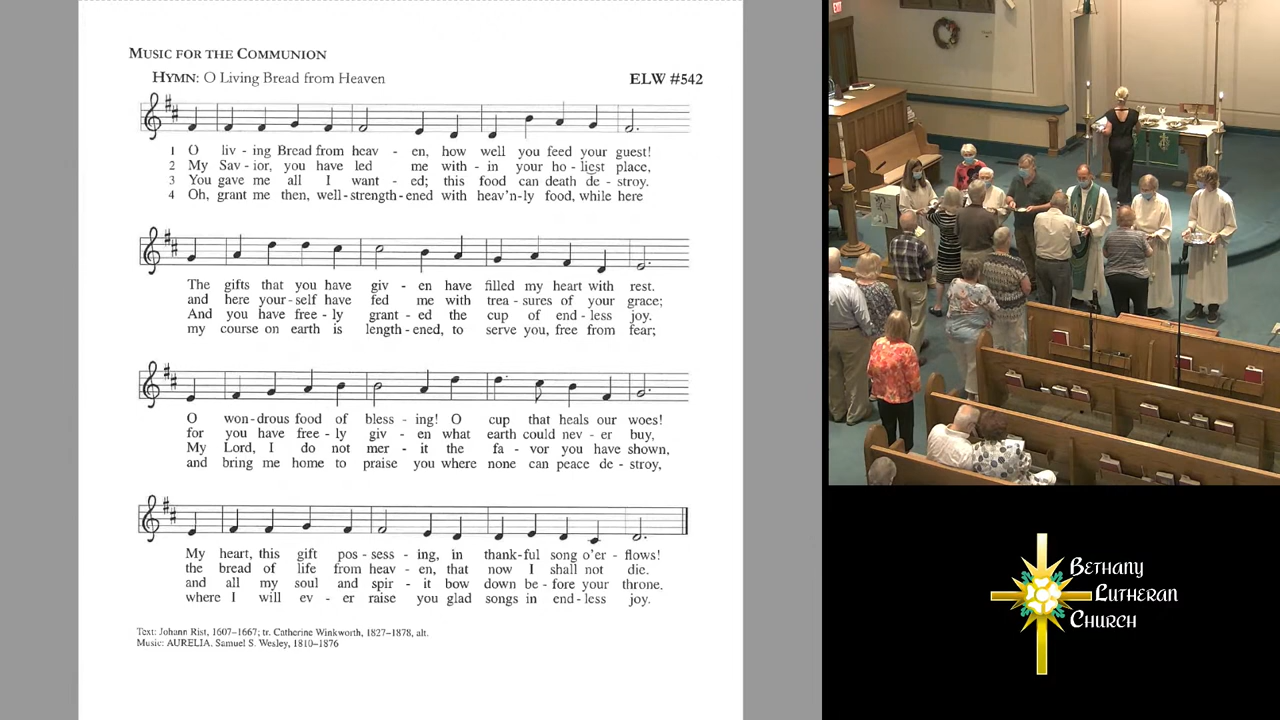 MUSIC FOR THE COMMUNION
HYMN: O Living Bread from Heaven ELW #542
1 O liv - ing Bread from heav - en, how well you feed your guest!
2 My Sav - ior, you have led me with - in your ho - liest place,
3 You gave me all I want - ed; this food can death de - stroy.
4 Oh, grant me then, well - strength - ened with heav'n-ly food, while here
The gifts that you have giv - en have filled my heart with rest.
and here your - self have fed me with trea - sures of your grace;
And you have free - ly grant - ed the cup of end - less joy.
my course on earth is length - ened, to serve you, free from fear;
O won - drous food of bless - ing! O cup that heals our woes!
for you have free - ly giv - en what earth could nev - er buy,
My Lord, I do not mer - it the fa - vor you have shown,
and bring me home to praise you where none can peace de - stroy,
My heart, this gift pos - sess - ing, in thank - ful song o'er - flows!
the bread of life from heav - en, that now I shall not die.
and all my soul and spir - it bow down be - fore your throne.
where I will ev - er raise you glad songs in end - less joy.
Text: Johann Rist, 1607–1667; tr. Catherine Winkworth, 1827–1878, alt.
Music: AURELIA, Samuel S. Wesley, 1810–1876
EXIT
BETHANY
LUTHERAN
CHURCH